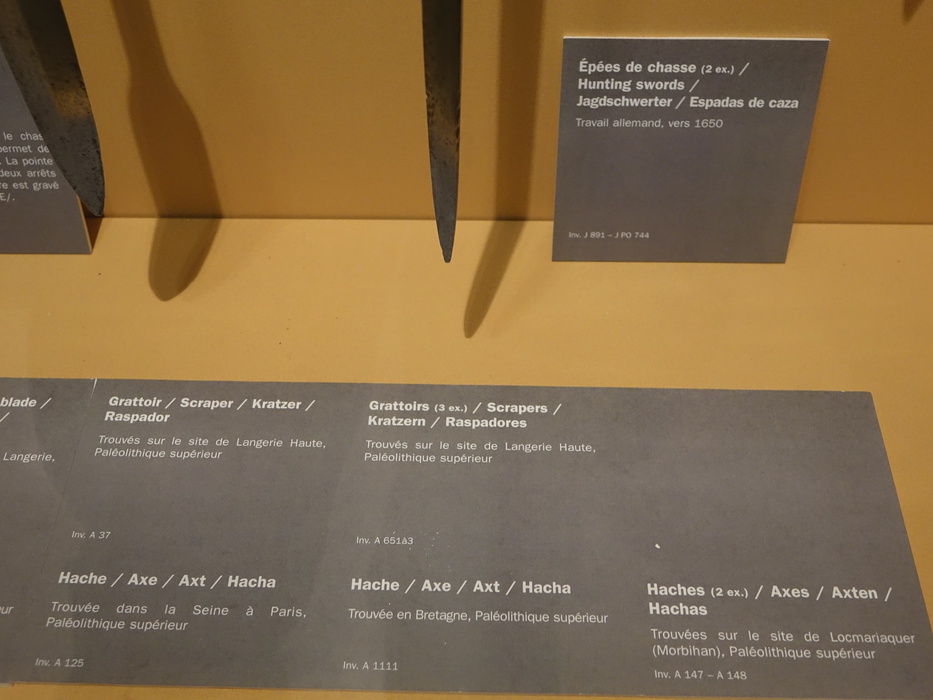 le chas
permet de
La pointe
deux arrêts
re est gravé
E/.
Épées de chasse (2 ex.) /
Hunting swords /
Jagdschwerter / Espadas de caza
Travail allemand, vers 1650
Inv. J 891 – J PO 744
blade /
/
Langerie,
Grattoir / Scraper / Kratzer /
Raspador
Trouvés sur le site de Langerie Haute,
Paléolithique supérieur
Inv. A 37
Grattoirs (3 ex.) / Scrapers /
Kratzern / Raspadores
Trouvés sur le site de Langerie Haute,
Paléolithique supérieur
Inv. A 651à3
ur
Hache / Axe / Axt / Hacha
Trouvée dans la Seine à Paris,
Paléolithique supérieur
Inv. A 125
Hache / Axe / Axt / Hacha
Trouvée en Bretagne, Paléolithique supérieur
Inv. A 1111
Haches (2 ex.) / Axes / Axten /
Hachas
Trouvées sur le site de Locmariaquer
(Morbihan), Paléolithique supérieur
Inv. A 147 – A 148